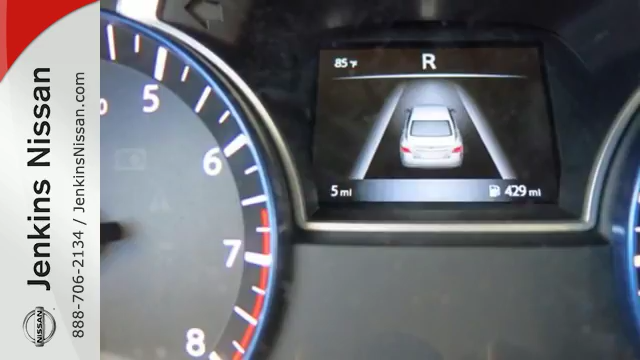 Jenkins Nissan
888-706-2134 / JenkinsNissan.com
NISSAN
5
6
7
8
85°F
R
5 mi
429 mi